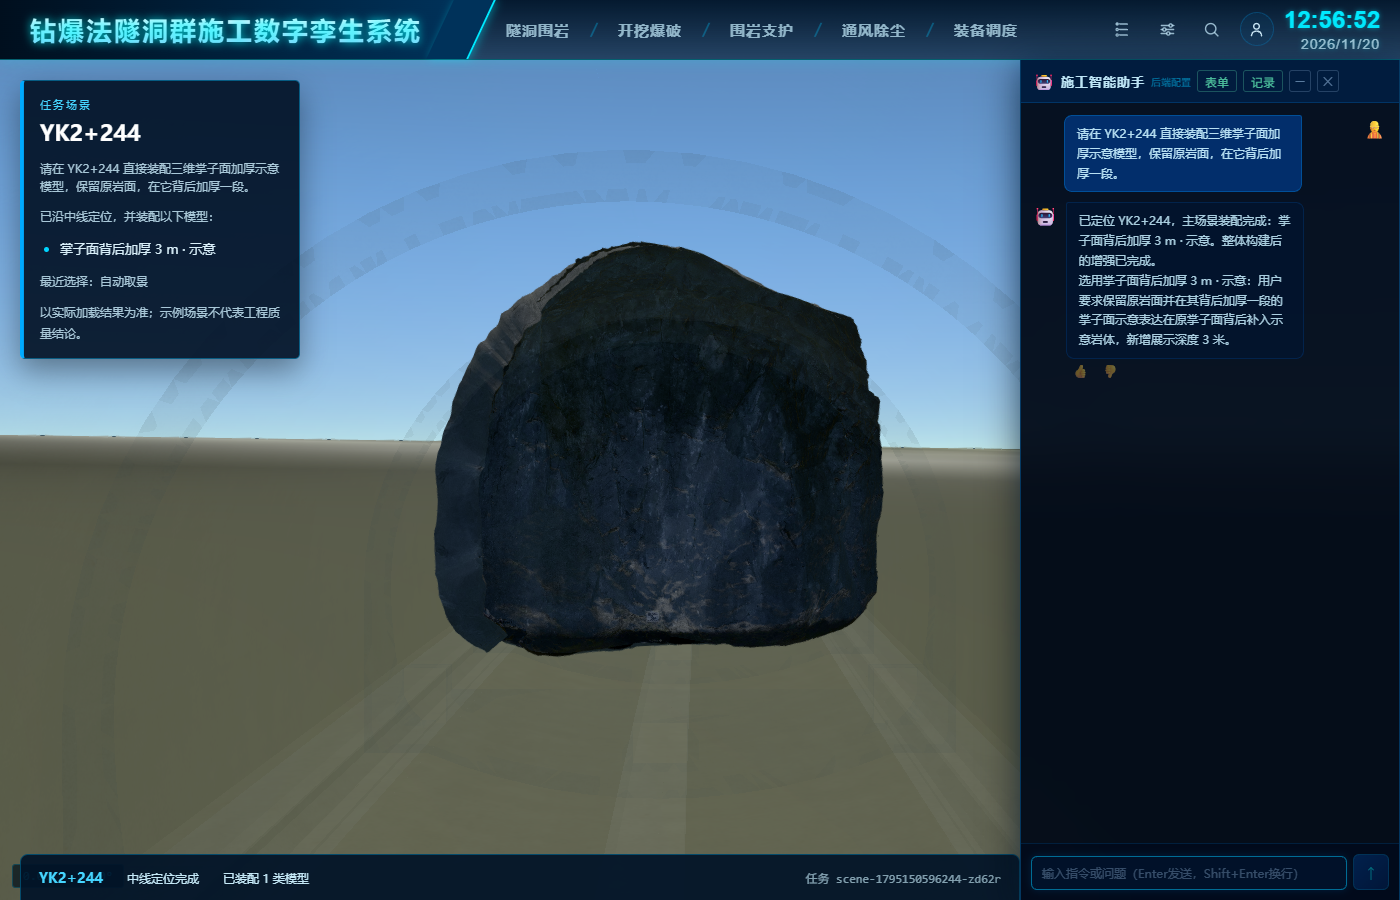 钻爆法隧洞群施工数字孪生系统
隧洞围岩 / 开挖爆破 / 围岩支护 / 通风除尘 / 装备调度
12:56:52
2026/11/20
任务场景
YK2+244
请在 YK2+244 直接装配三维掌子面加厚示意
模型，保留原岩面，在它背后加厚一段。
已沿中线定位，并装配以下模型：
掌子面背后加厚 3 m · 示意
最近选择：自动取景
以实际加载结果为准；示例场景不代表工程质
量结论。
施工智能助手 后端配置 表单 记录
请在 YK2+244 直接装配三维掌子面加
厚示意模型，保留原岩面，在它背后加
厚一段。
已定位 YK2+244，主场景装配完成：掌
子面背后加厚 3 m · 示意。整体构建后
的增强已完成。
选用掌子面背后加厚 3 m · 示意：用户
要求保留原岩面并在其背后加厚一段的
掌子面示意表达在原掌子面背后补入示
意岩体，新增展示深度 3 米。
YK2+244 中线定位完成 已装配 1 类模型
任务 scene-1795150596244-zd62r
输入指令或问题（Enter发送，Shift+Enter换行）